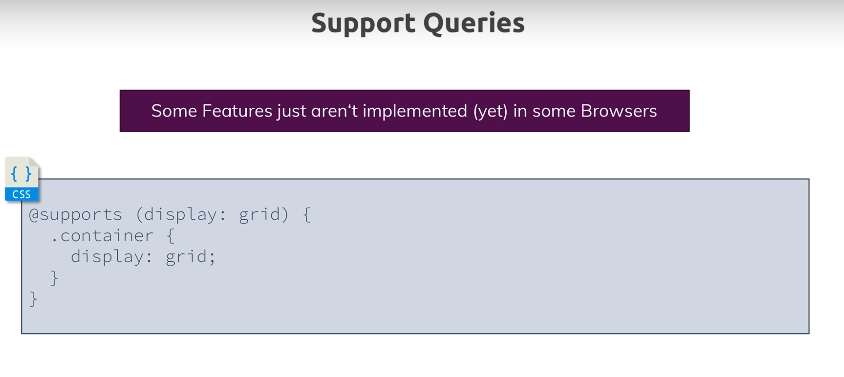 Support Queries
Some Features just aren't implemented (yet) in some Browsers
{ }
CSS
@supports (display: grid) {
  .container {
    display: grid;
  }
}